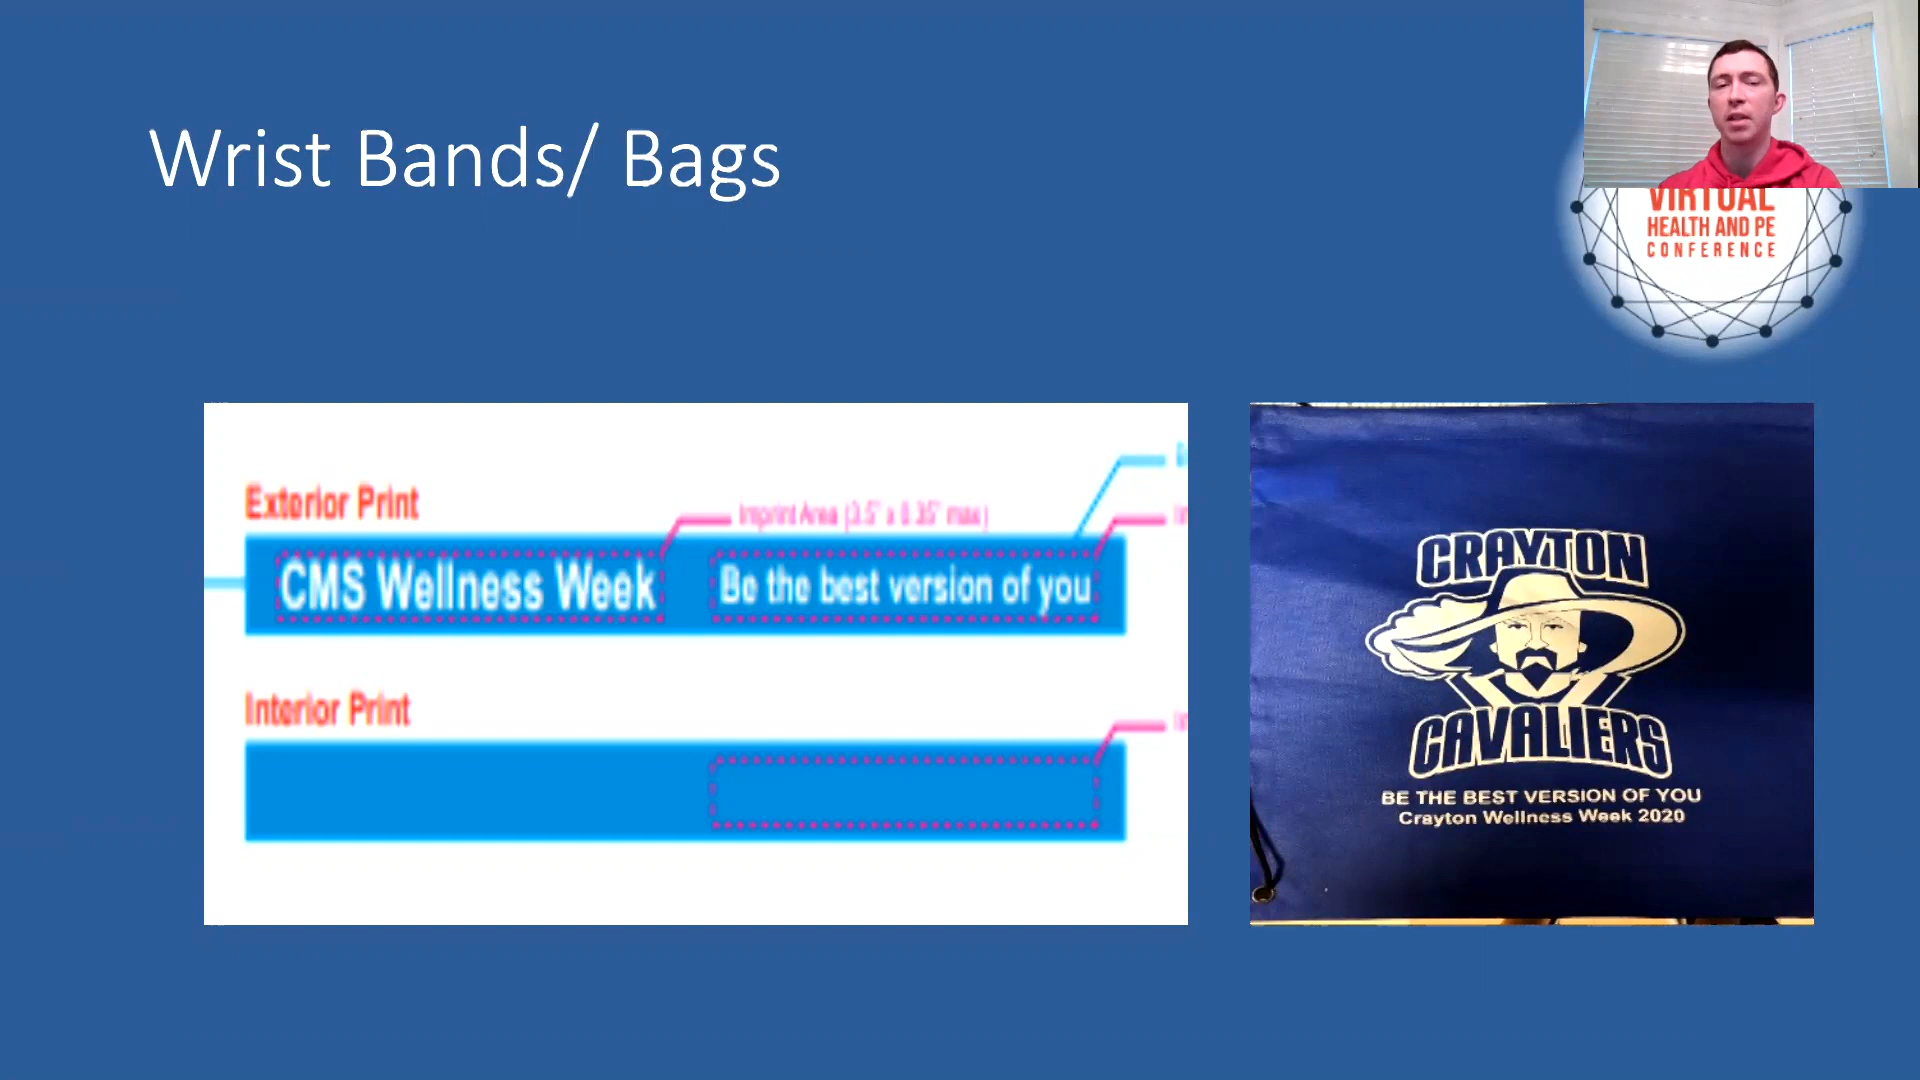 Wrist Bands/ Bags
VIRTUAL
HEALTH AND PE
CONFERENCE
Exterior Print
Imprint Area (3.5" x 0.35" max)
CMS Wellness Week
Be the best version of you
Interior Print
CRAYTON
CAVALIERS
BE THE BEST VERSION OF YOU
Crayton Wellness Week 2020